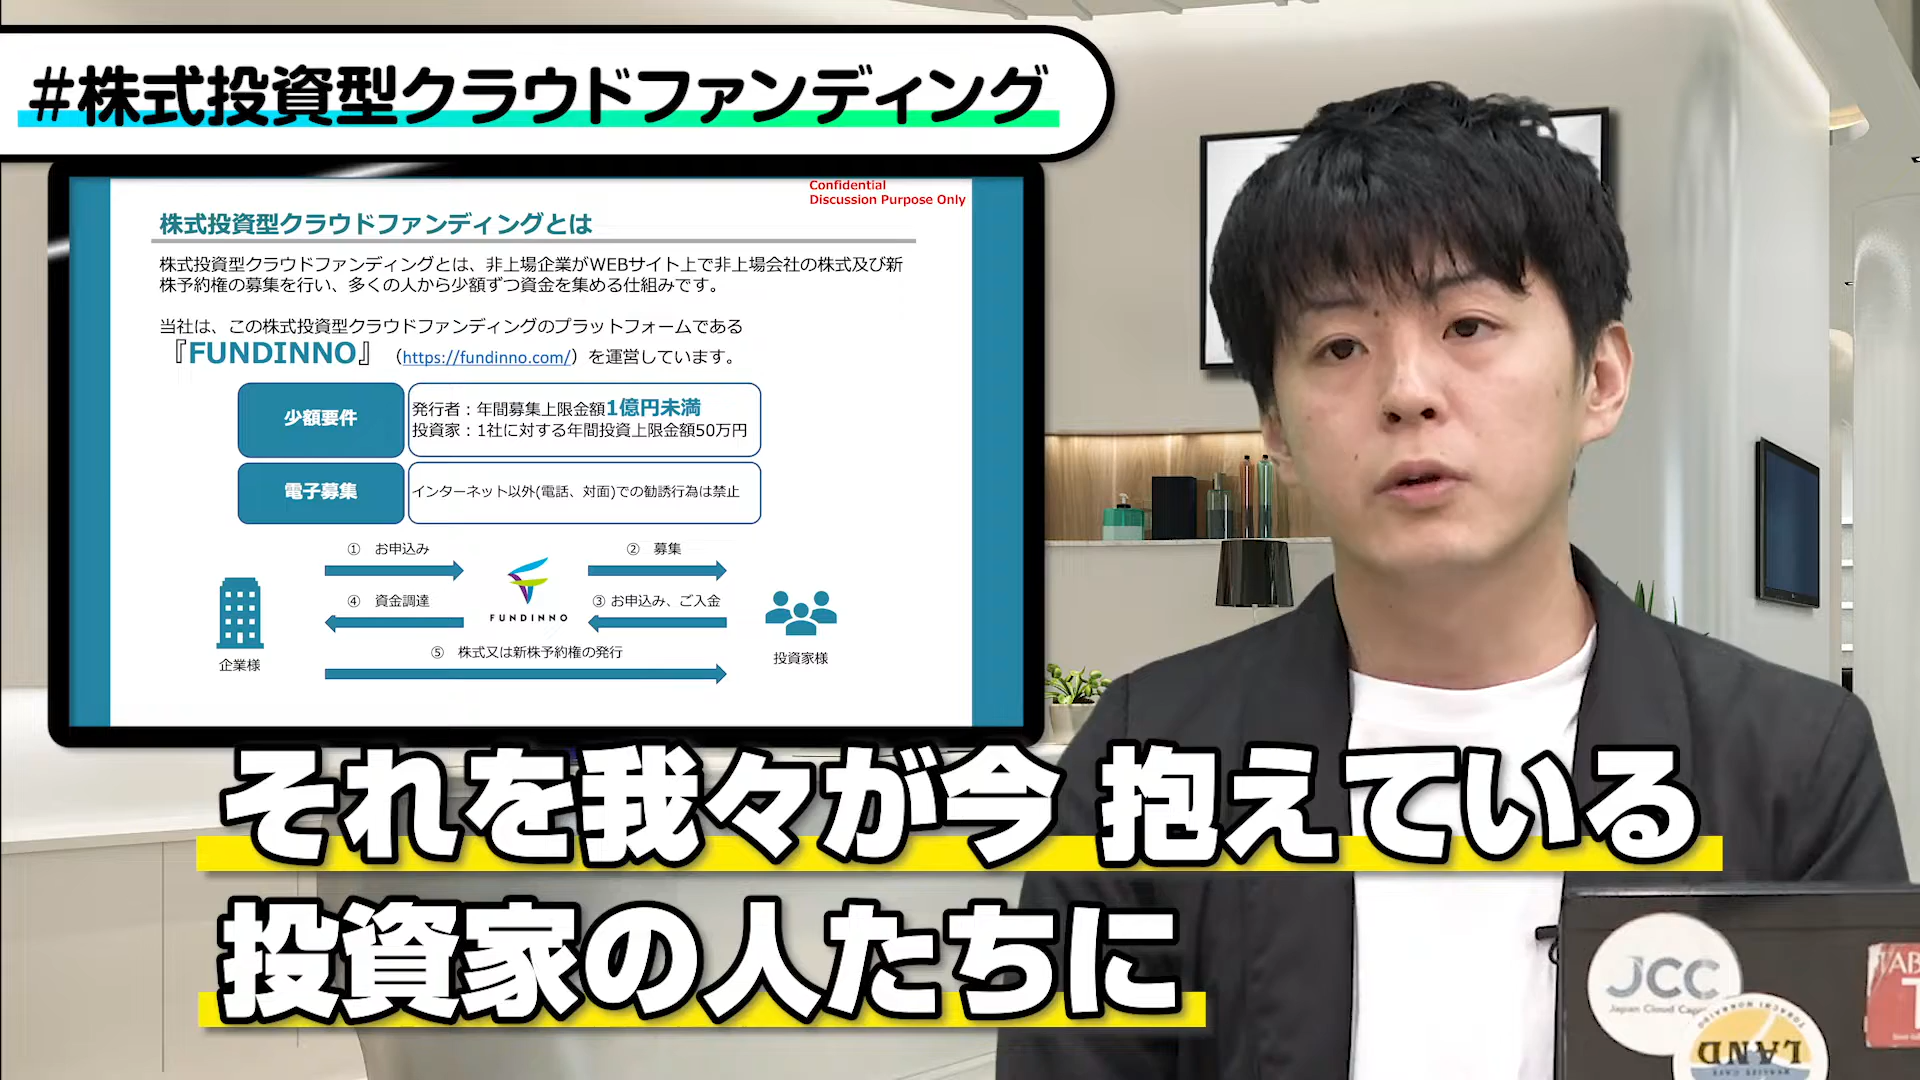 #株式投資型クラウドファンディング
Confidential
Discussion Purpose Only
株式投資型クラウドファンディングとは
株式投資型クラウドファンディングとは、非上場企業がWEBサイト上で非上場会社の株式及び新
株予約権の募集を行い、多くの人から少額ずつ資金を集める仕組みです。
当社は、この株式投資型クラウドファンディングのプラットフォームである
『FUNDINNO』（https://fundinno.com/）を運営しています。
少額要件
発行者：年間募集上限金額1億円未満
投資家：1社に対する年間投資上限金額50万円
電子募集
インターネット以外(電話、対面)での勧誘行為は禁止
① お申込み
② 募集
④ 資金調達
③ お申込み、ご入金
FUNDINNO
⑤ 株式又は新株予約権の発行
企業様
投資家様
それを我々が今 抱えている
投資家の人たちに
JCC
Japan Cloud
LAND